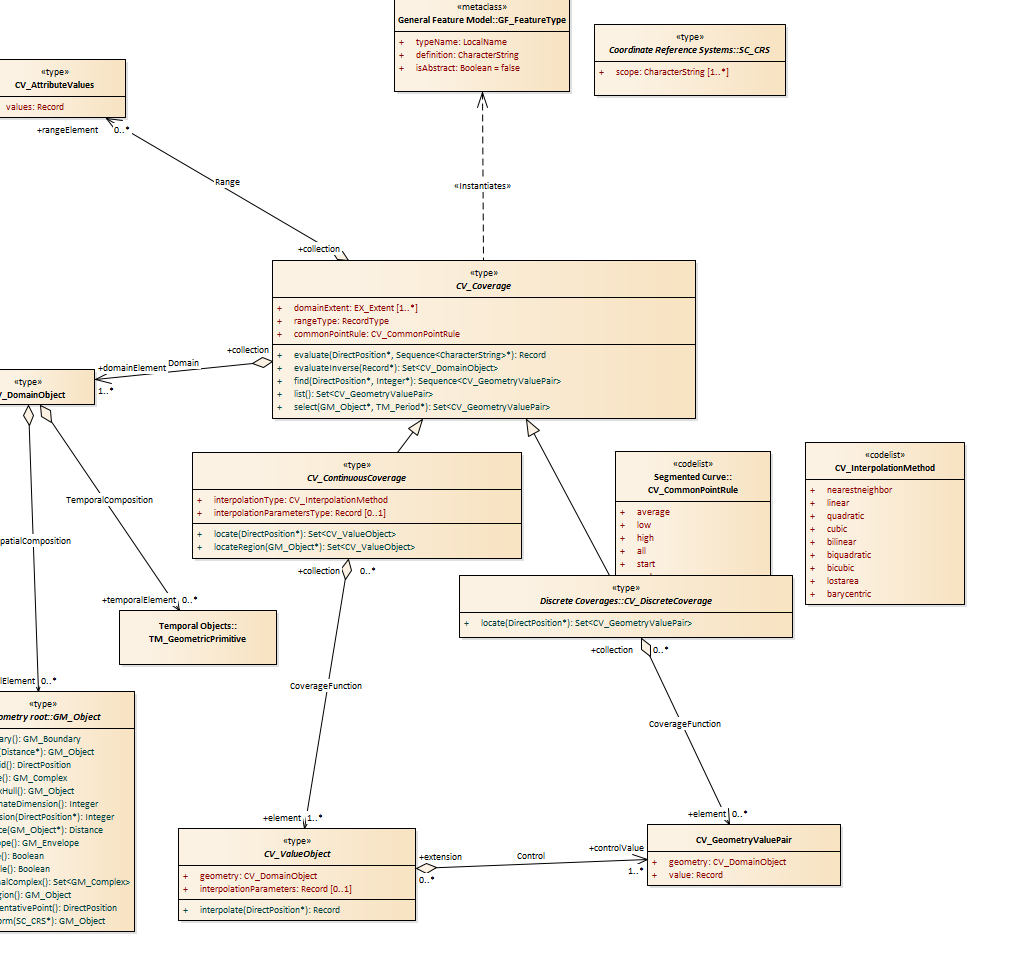 «metaclass»
General Feature Model::GF_FeatureType
+ typeName: LocalName
+ definition: CharacterString
+ isAbstract: Boolean = false
«type»
Coordinate Reference Systems::SC_CRS
+ scope: CharacterString [1..*]
«type»
CV_AttributeValues
values: Record
+rangeElement
0..*
Range
«Instantiates»
+collection
«type»
CV_Coverage
+ domainExtent: EX_Extent [1..*]
+ rangeType: RecordType
+ commonPointRule: CV_CommonPointRule
+ evaluate(DirectPosition*, Sequence<CharacterString>*): Record
+ evaluateInverse(Record*): Set<CV_DomainObject>
+ find(DirectPosition*, Integer*): Sequence<CV_GeometryValuePair>
+ list(): Set<CV_GeometryValuePair>
+ select(GM_Object*, TM_Period*): Set<CV_GeometryValuePair>
+collection
Domain
+domainElement
1..*
«type»
V_DomainObject
TemporalComposition
patialComposition
+temporalElement
0..*
Temporal Objects::
TM_GeometricPrimitive
«type»
CV_ContinuousCoverage
+ interpolationType: CV_InterpolationMethod
+ interpolationParametersType: Record [0..1]
+ locate(DirectPosition*): Set<CV_ValueObject>
+ locateRegion(GM_Object*): Set<CV_ValueObject>
+collection
0..*
«codelist»
Segmented Curve::
CV_CommonPointRule
+ average
+ low
+ high
+ all
+ start
«codelist»
CV_InterpolationMethod
+ nearestneighbor
+ linear
+ quadratic
+ cubic
+ bilinear
+ biquadratic
+ bicubic
+ lostarea
+ barycentric
«type»
Discrete Coverages::CV_DiscreteCoverage
+ locate(DirectPosition*): Set<CV_GeometryValuePair>
+collection
0..*
lElement
0..*
«type»
ometry root::GM_Object
ary(): GM_Boundary
(Distance*): GM_Object
id(): DirectPosition
e(): GM_Complex
xHull(): GM_Object
nateDimension(): Integer
sion(DirectPosition*): Integer
ce(GM_Object*): Distance
ope(): GM_Envelope
e(): Boolean
le(): Boolean
alComplex(): Set<GM_Complex>
gion(): GM_Object
entativePoint(): DirectPosition
orm(SC_CRS*): GM_Object
CoverageFunction
CoverageFunction
+element
1..*
+element
0..*
«type»
CV_ValueObject
+ geometry: CV_DomainObject
+ interpolationParameters: Record [0..1]
+ interpolate(DirectPosition*): Record
+extension
0..*
Control
+controlValue
1..*
CV_GeometryValuePair
+ geometry: CV_DomainObject
+ value: Record